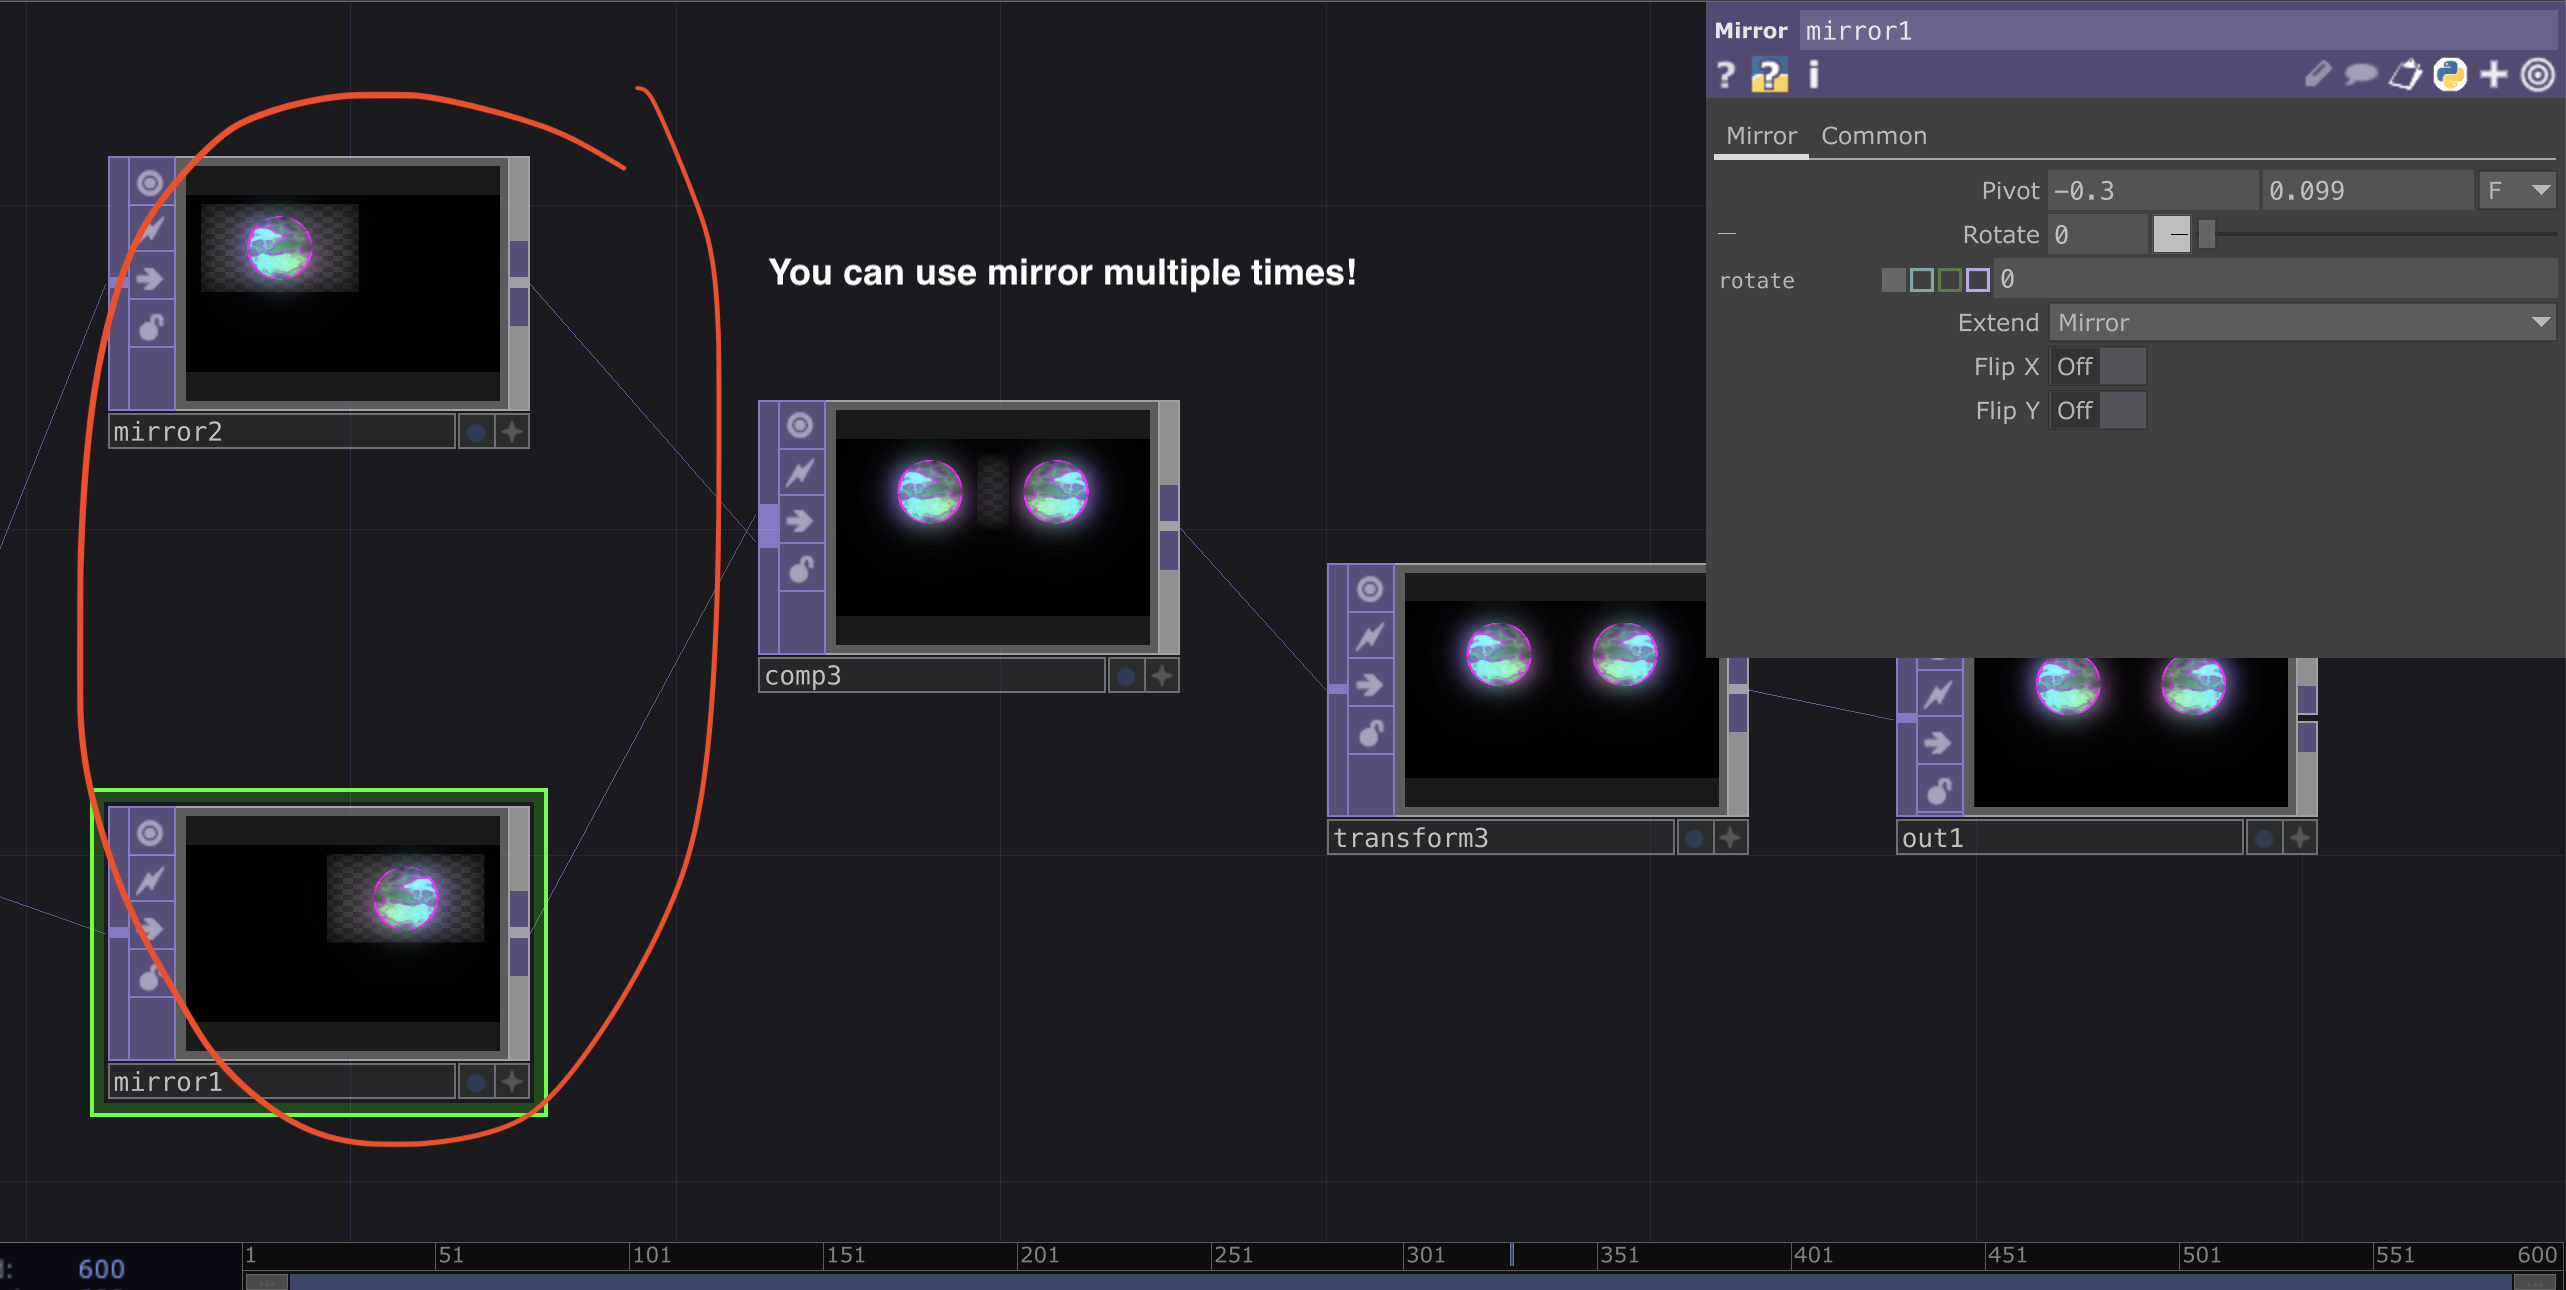 Mirror mirror1
? ? i
Mirror Common
Pivot -0.3 0.099 F
Rotate 0
rotate 0
Extend Mirror
Flip X Off
Flip Y Off
You can use mirror multiple times!
mirror2
comp3
transform3
out1
mirror1
1 51 101 151 201 251 301 351 401 451 501 551 600
d: 600